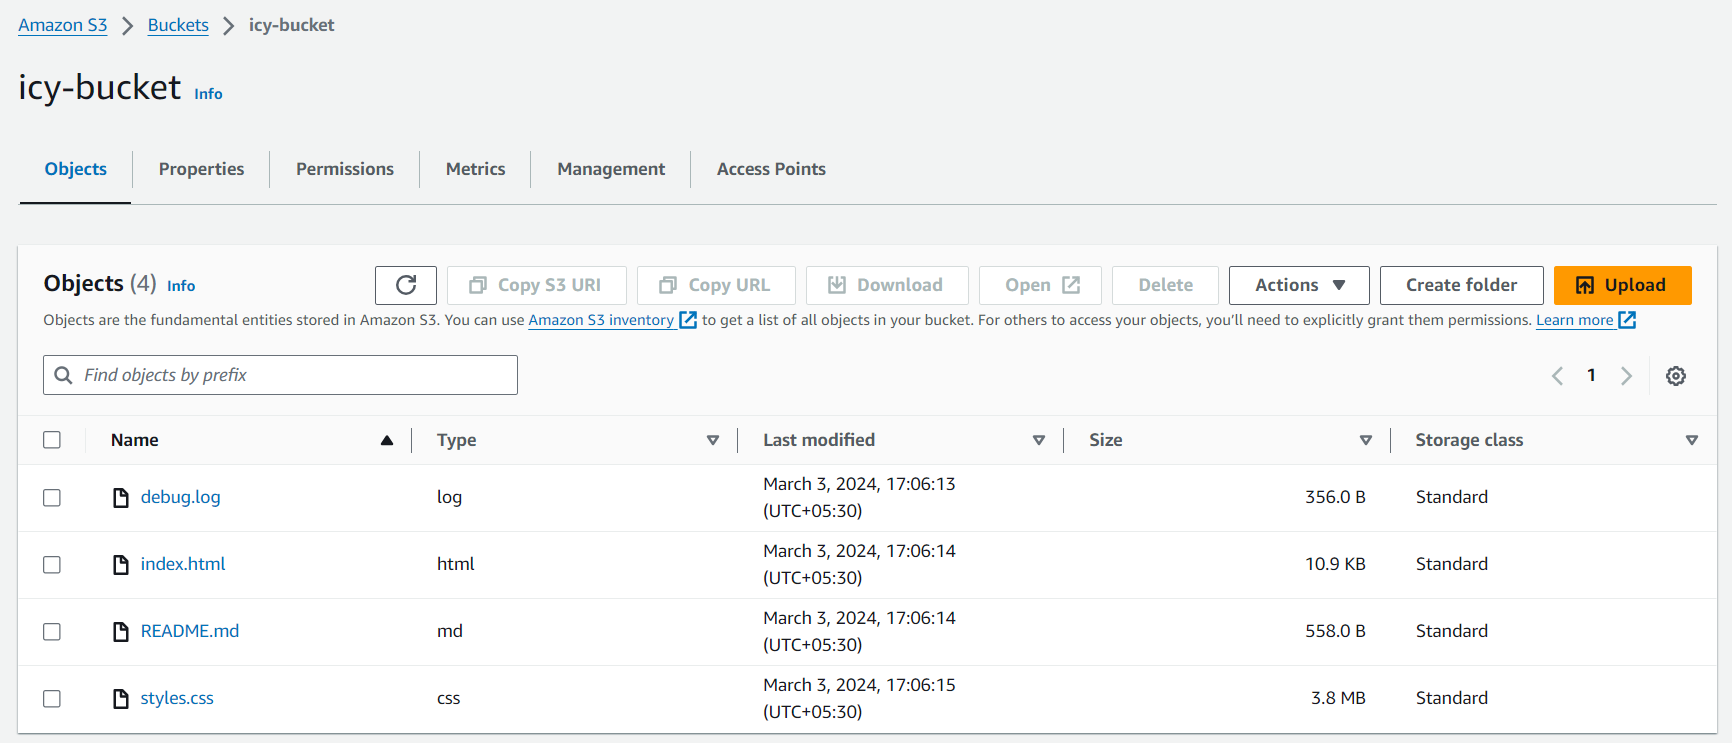 Amazon S3 > Buckets > icy-bucket
icy-bucket Info
Objects Properties Permissions Metrics Management Access Points
Objects (4) Info Copy S3 URI Copy URL Download Open Delete Actions Create folder Upload
Objects are the fundamental entities stored in Amazon S3. You can use Amazon S3 inventory to get a list of all objects in your bucket. For others to access your objects, you'll need to explicitly grant them permissions. Learn more
Find objects by prefix 1
Name Type Last modified Size Storage class
debug.log log March 3, 2024, 17:06:13 (UTC+05:30) 356.0 B Standard
index.html html March 3, 2024, 17:06:14 (UTC+05:30) 10.9 KB Standard
README.md md March 3, 2024, 17:06:14 (UTC+05:30) 558.0 B Standard
styles.css css March 3, 2024, 17:06:15 (UTC+05:30) 3.8 MB Standard